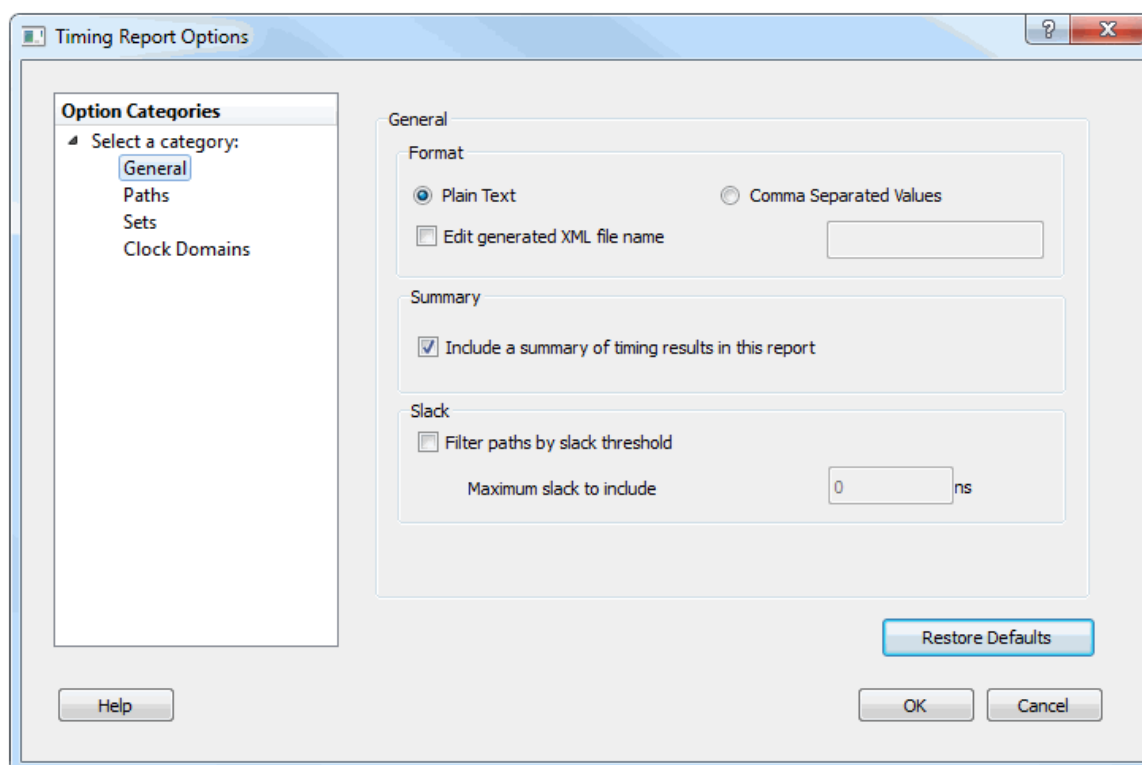 Timing Report Options
?
Option Categories
Select a category:
General
Paths
Sets
Clock Domains
General
Format
Plain Text
Comma Separated Values
Edit generated XML file name
Summary
Include a summary of timing results in this report
Slack
Filter paths by slack threshold
Maximum slack to include 0 ns
Restore Defaults
Help OK Cancel